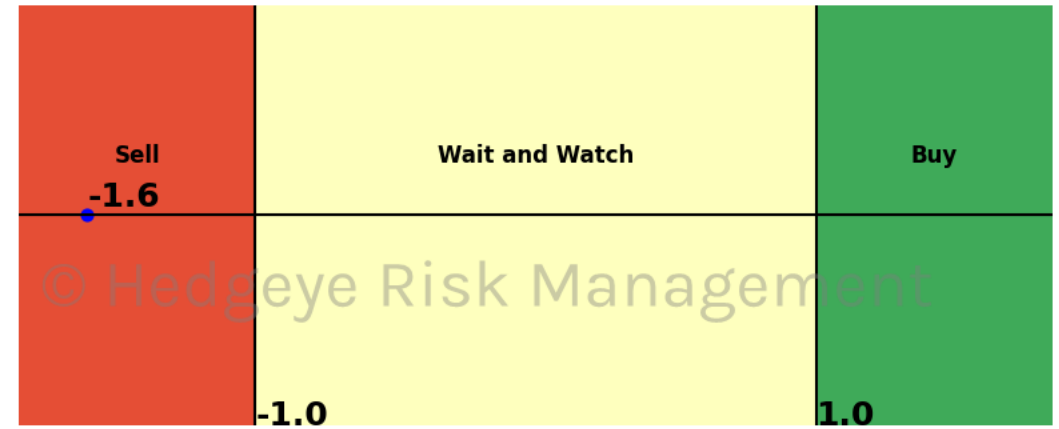 Sell
Wait and Watch
Buy
-1.6
© Hedgeye Risk Management
-1.0
1.0